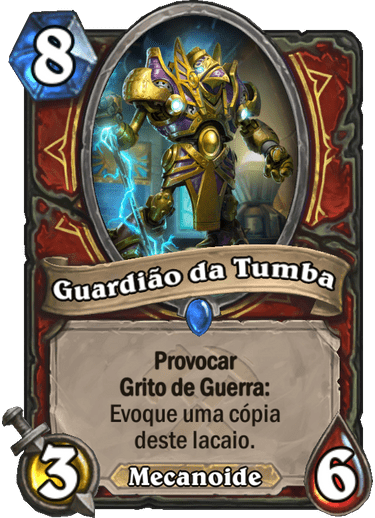 8
Guardião da Tumba
Provocar
Grito de Guerra:
Evoque uma cópia
deste lacaio.
3
Mecanoide
6